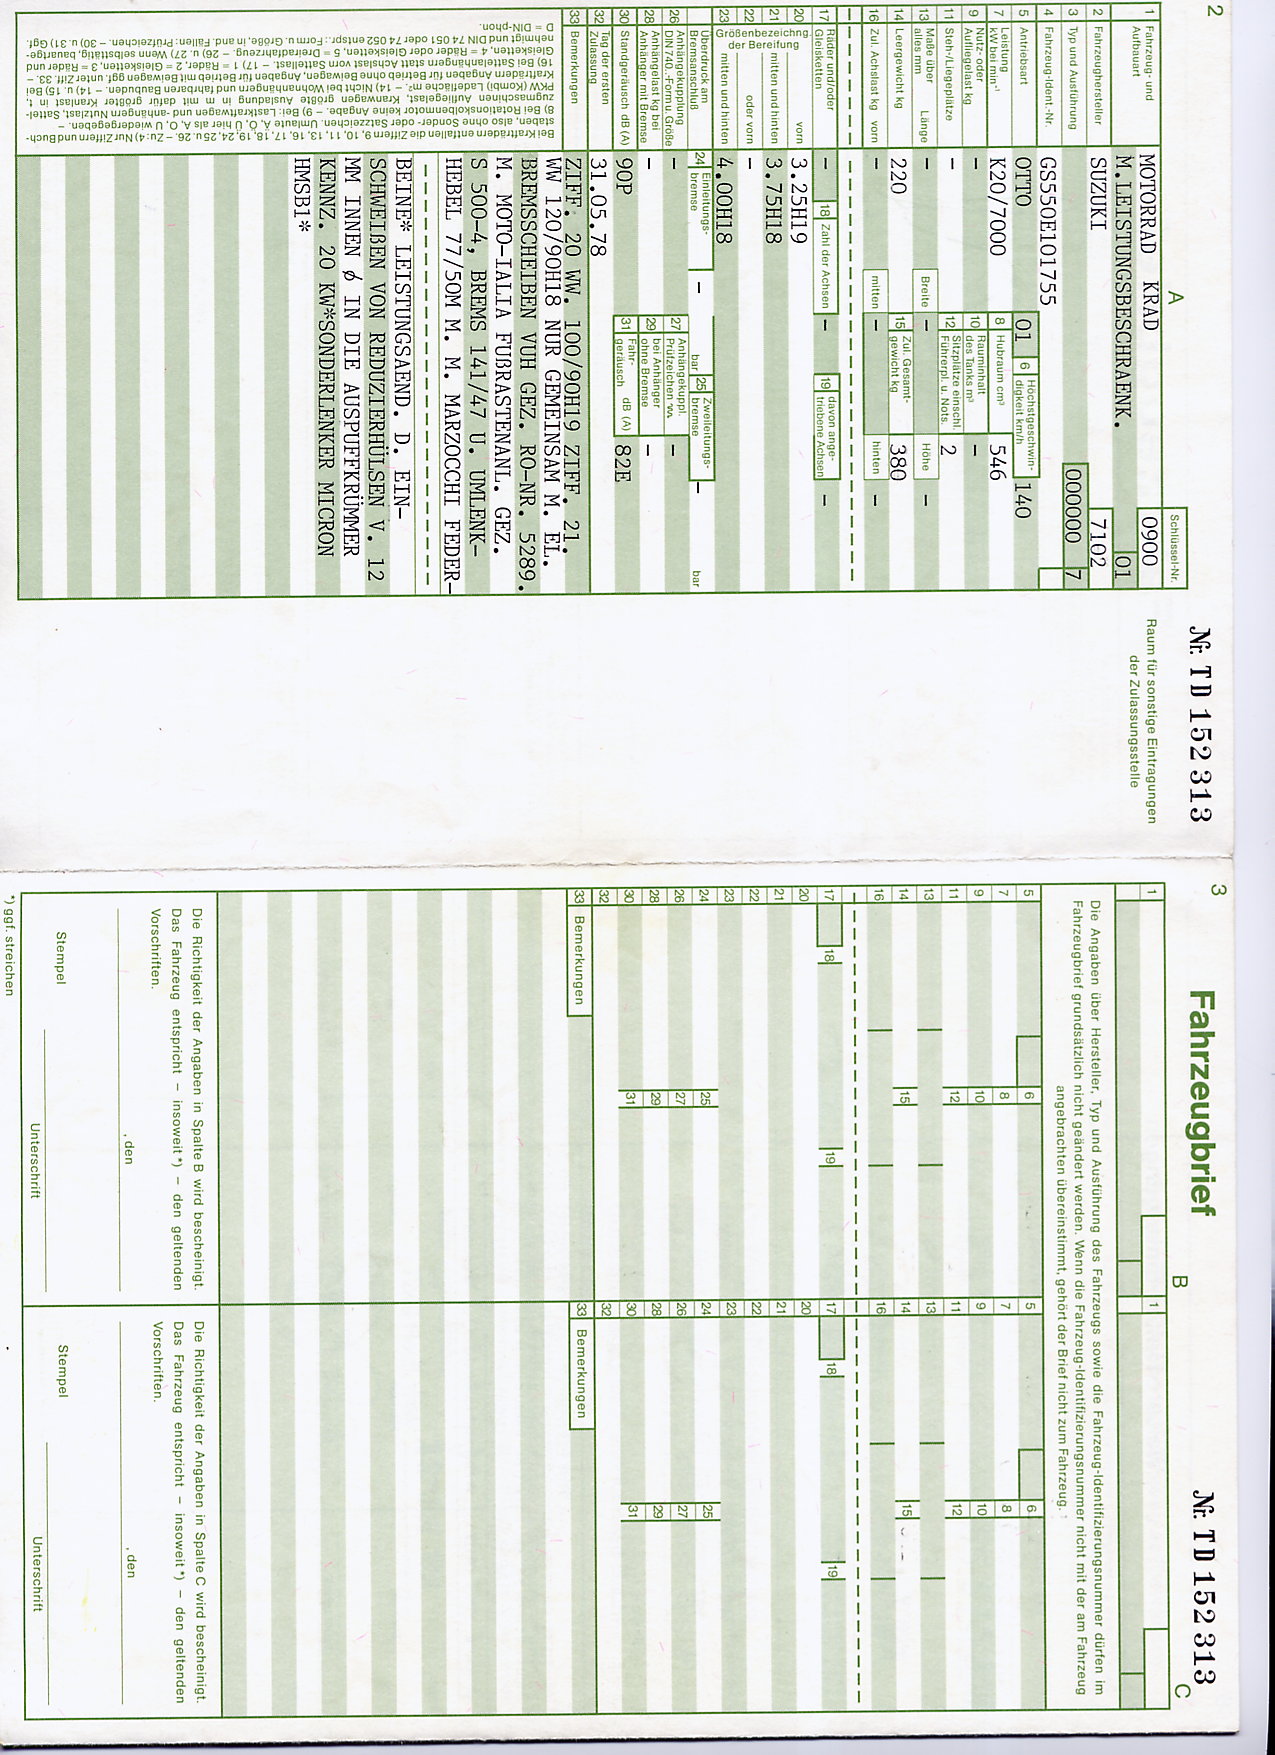 2
A
Nr. TD 152 313
Schlüssel-Nr.
1 Fahrzeug- und Aufbauart
MOTORRAD KRAD 0900
M.LEISTUNGSBESCHRAENK. 01
2 Fahrzeughersteller SUZUKI 7102
3 Typ und Ausführung 000000 7
4 Fahrzeug-Ident.-Nr. GS550E101755
5 Antriebsart OTTO 01 6 Höchstgeschwindigkeit km/h 140
7 Leistung kW bei min⁻¹ K20/7000 8 Hubraum cm³ 546
9 Nutz- oder Aufliegelast kg – 10 Rauminhalt des Tanks m³ –
11 Steh-/Liegeplätze – 12 Sitzplätze einschl. Führerpl. u. Nots. 2
13 Maße über alles mm Länge – Breite – Höhe –
14 Leergewicht kg 220 15 Zul. Gesamtgewicht kg 380
16 Zul. Achslast kg vorn – mitten – hinten –
17 Räder und/oder Gleisketten – 18 Zahl der Achsen – 19 davon angetriebene Achsen –
Größenbezeichng. der Bereifung
20 vorn 3.25H19
21 mitten und hinten 3.75H18
22 oder vorn –
23 mitten und hinten 4.00H18
Überdruck am Bremsanschluß 24 Einleitungsbremse – bar 25 Zweileitungsbremse – bar
26 Anhängekupplung DIN 740..-Form u. Größe – 27 Anhängekuppl. Prüfzeichen –
28 Anhängelast kg bei Anhänger mit Bremse – 29 bei Anhänger ohne Bremse –
30 Standgeräusch dB (A) 90P 31 Fahrgeräusch dB (A) 82E
32 Tag der ersten Zulassung 31.05.78
33 Bemerkungen
ZIFF. 20 WW. 100/90H19 ZIFF. 21.
WW 120/90H18 NUR GEMEINSAM M. EL.
BREMSSCHEIBEN VUH GEZ. RO-NR. 5289.
M. MOTO-IALIA FUßRASTENANL. GEZ.
S 500-4, BREMS 141/47 U. UMLENK-
HEBEL 77/50M M. M. MARZOCCHI FEDER-
BEINE* LEISTUNGSAEND. D. EIN-
SCHWEIßEN VON REDUZIERHÜLSEN V. 12
MM INNEN ϕ IN DIE AUSPUFFKRÜMMER
KENNZ. 20 KW*SONDERLENKER MICRON
HMSB1*
Bei Krafträdern entfallen die Ziffern 9, 10, 11, 13, 16, 17, 18, 19, 24, 25 u. 26. – Zu: 4) Nur Ziffern und Buch-
staben, also ohne Sonder- oder Satzzeichen. Umlaute Ä, Ö, Ü hier als A, O, U wiedergegeben. –
8) Bei Rotationskolbenmotor keine Angabe. – 9) Bei: Lastkraftwagen und -anhängern Nutzlast, Sattel-
zugmaschinen Aufliegelast, Kranwagen größte Ausladung in m mit dafür größter Kranlast in t,
PKW (Kombi) Ladefläche m². – 14) Nicht bei Wohnanhängern und fahrbaren Baubuden. – 14) u. 15) Bei
Krafträdern Angaben für Betrieb ohne Beiwagen, Angaben für Betrieb mit Beiwagen ggf. unter Ziff. 33. –
16) Bei Sattelanhängern statt Achslast vorn Sattellast. – 17) 1 = Räder, 2 = Gleisketten, 3 = Räder und
Gleisketten, 4 = Räder oder Gleisketten, 5 = Dreiradfahrzeug. – 26) u. 27) Wenn selbsttätig, bauartge-
nehmigt und DIN 74 051 oder 74 052 entspr.: Form u. Größe, in and. Fällen: Prüfzeichen. – 30) u. 31) Ggf.
D = DIN-phon.
Raum für sonstige Eintragungen
der Zulassungsstelle
3
Fahrzeugbrief
Nr. TD 152 313
Die Angaben über Hersteller, Typ und Ausführung des Fahrzeugs sowie die Fahrzeug-Identifizierungsnummer dürfen im
Fahrzeugbrief grundsätzlich nicht geändert werden. Wenn die Fahrzeug-Identifizierungsnummer nicht mit der am Fahrzeug
angebrachten übereinstimmt, gehört der Brief nicht zum Fahrzeug.
B
1
5 6
7 8
9 10
11 12
13
14 15
16
17 18 19
20
21
22
23
24 25
26 27
28 29
30 31
32
33 Bemerkungen
Die Richtigkeit der Angaben in Spalte B wird bescheinigt.
Das Fahrzeug entspricht – insoweit*) – den geltenden
Vorschriften.
, den
Stempel
Unterschrift
C
1
5 6
7 8
9 10
11 12
13
14 15
16
17 18 19
20
21
22
23
24 25
26 27
28 29
30 31
32
33 Bemerkungen
Die Richtigkeit der Angaben in Spalte C wird bescheinigt.
Das Fahrzeug entspricht – insoweit*) – den geltenden
Vorschriften.
, den
Stempel
Unterschrift
*) ggf. streichen